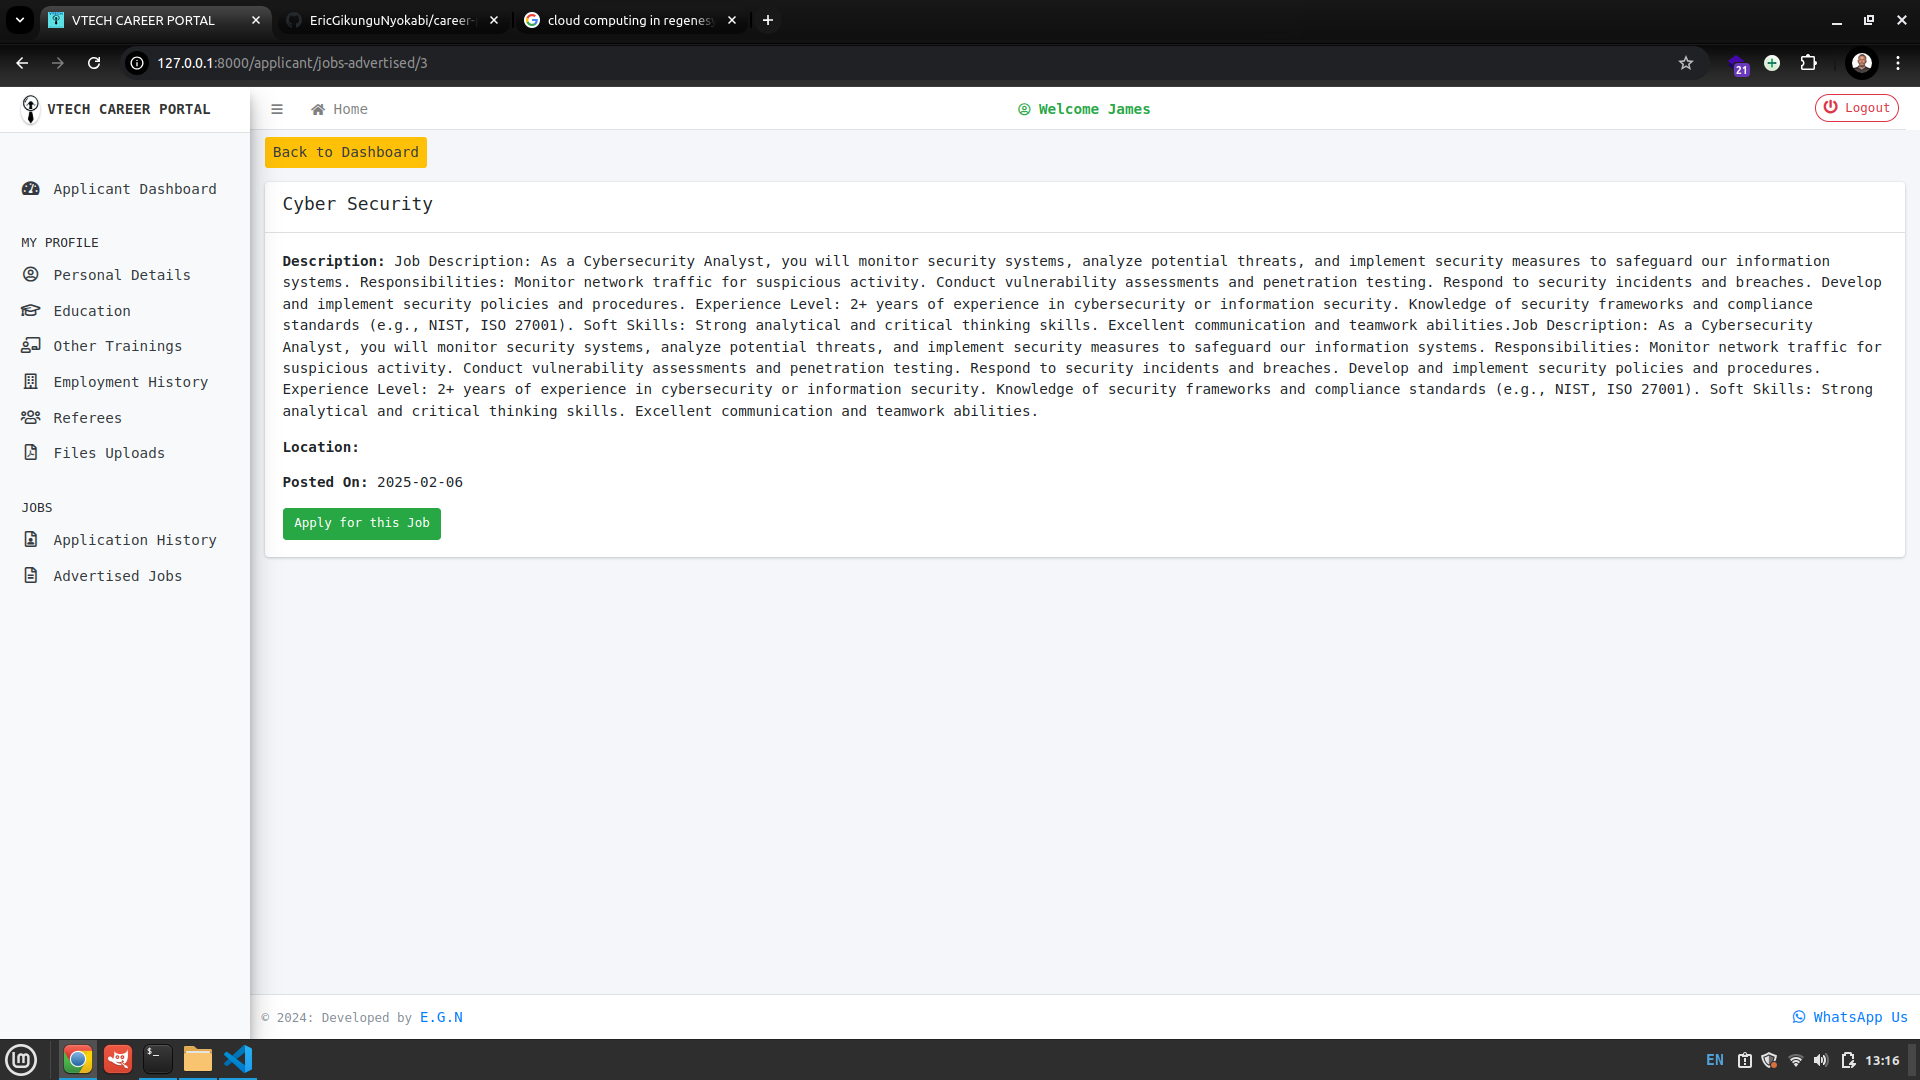 VTECH CAREER PORTAL
EricGikunguNyokabi/career-
cloud computing in regenesy
127.0.0.1:8000/applicant/jobs-advertised/3
21
VTECH CAREER PORTAL
Home
Welcome James
Logout
Back to Dashboard
Applicant Dashboard
MY PROFILE
Personal Details
Education
Other Trainings
Employment History
Referees
Files Uploads
JOBS
Application History
Advertised Jobs
Cyber Security
Description: Job Description: As a Cybersecurity Analyst, you will monitor security systems, analyze potential threats, and implement security measures to safeguard our information
systems. Responsibilities: Monitor network traffic for suspicious activity. Conduct vulnerability assessments and penetration testing. Respond to security incidents and breaches. Develop
and implement security policies and procedures. Experience Level: 2+ years of experience in cybersecurity or information security. Knowledge of security frameworks and compliance
standards (e.g., NIST, ISO 27001). Soft Skills: Strong analytical and critical thinking skills. Excellent communication and teamwork abilities.Job Description: As a Cybersecurity
Analyst, you will monitor security systems, analyze potential threats, and implement security measures to safeguard our information systems. Responsibilities: Monitor network traffic for
suspicious activity. Conduct vulnerability assessments and penetration testing. Respond to security incidents and breaches. Develop and implement security policies and procedures.
Experience Level: 2+ years of experience in cybersecurity or information security. Knowledge of security frameworks and compliance standards (e.g., NIST, ISO 27001). Soft Skills: Strong
analytical and critical thinking skills. Excellent communication and teamwork abilities.
Location:
Posted On: 2025-02-06
Apply for this Job
© 2024: Developed by E.G.N
WhatsApp Us
EN
13:16